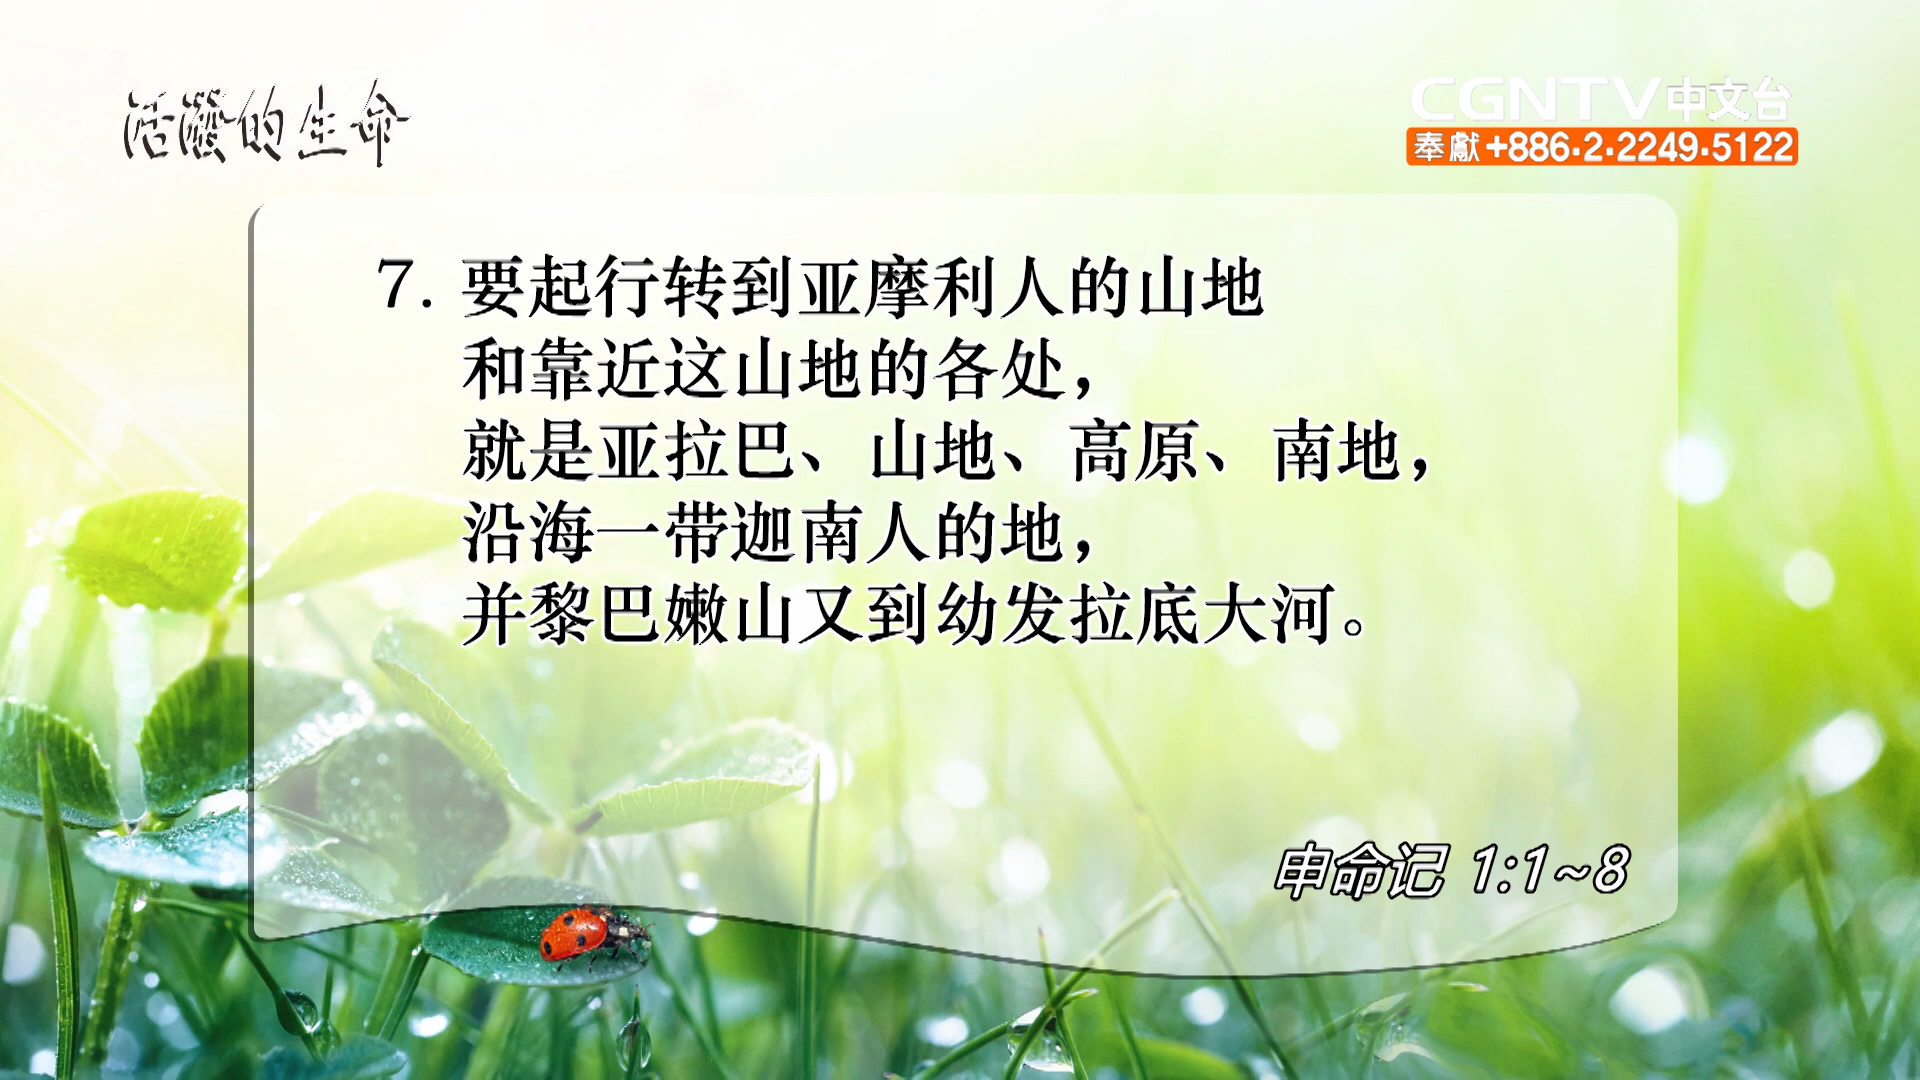 活潑的生命
CGNTV中文台
奉獻+886·2·2249·5122
7. 要起行转到亚摩利人的山地
和靠近这山地的各处，
就是亚拉巴、山地、高原、南地，
沿海一带迦南人的地，
并黎巴嫩山又到幼发拉底大河。
申命记 1:1~8